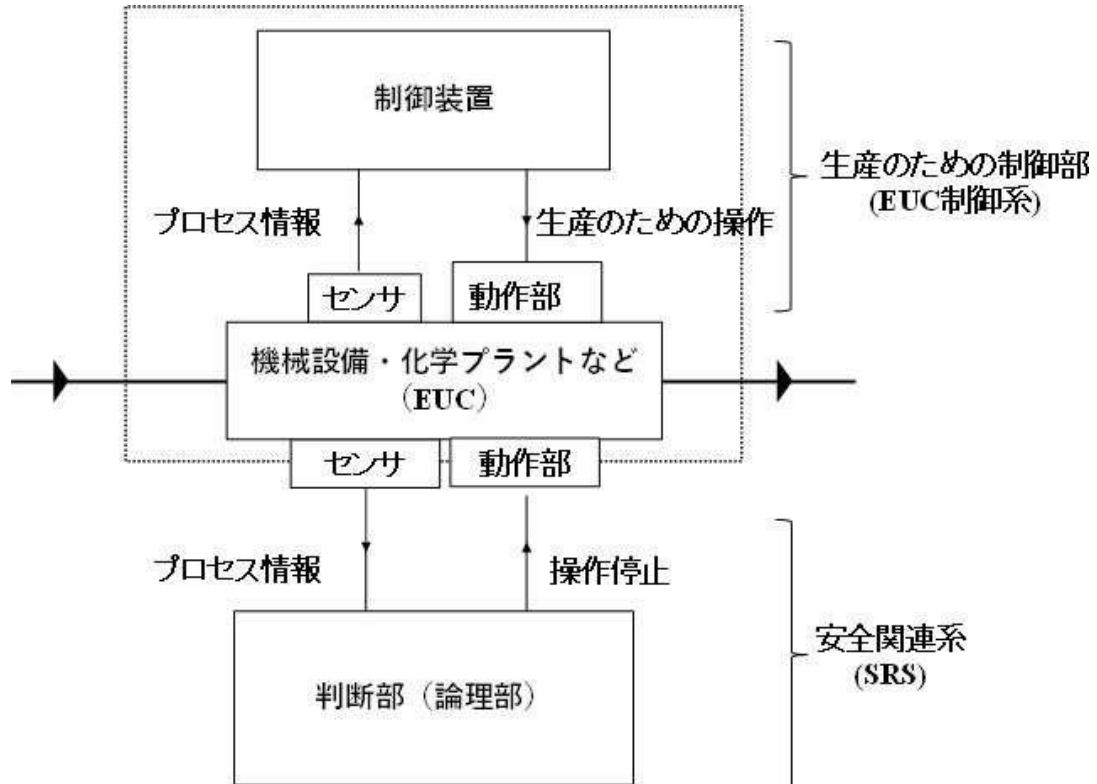 制御装置
生産のための制御部
(EUC制御系)
プロセス情報
生産のための操作
センサ
動作部
機械設備・化学プラントなど
（EUC）
センサ
動作部
プロセス情報
操作停止
安全関連系
(SRS)
判断部（論理部）